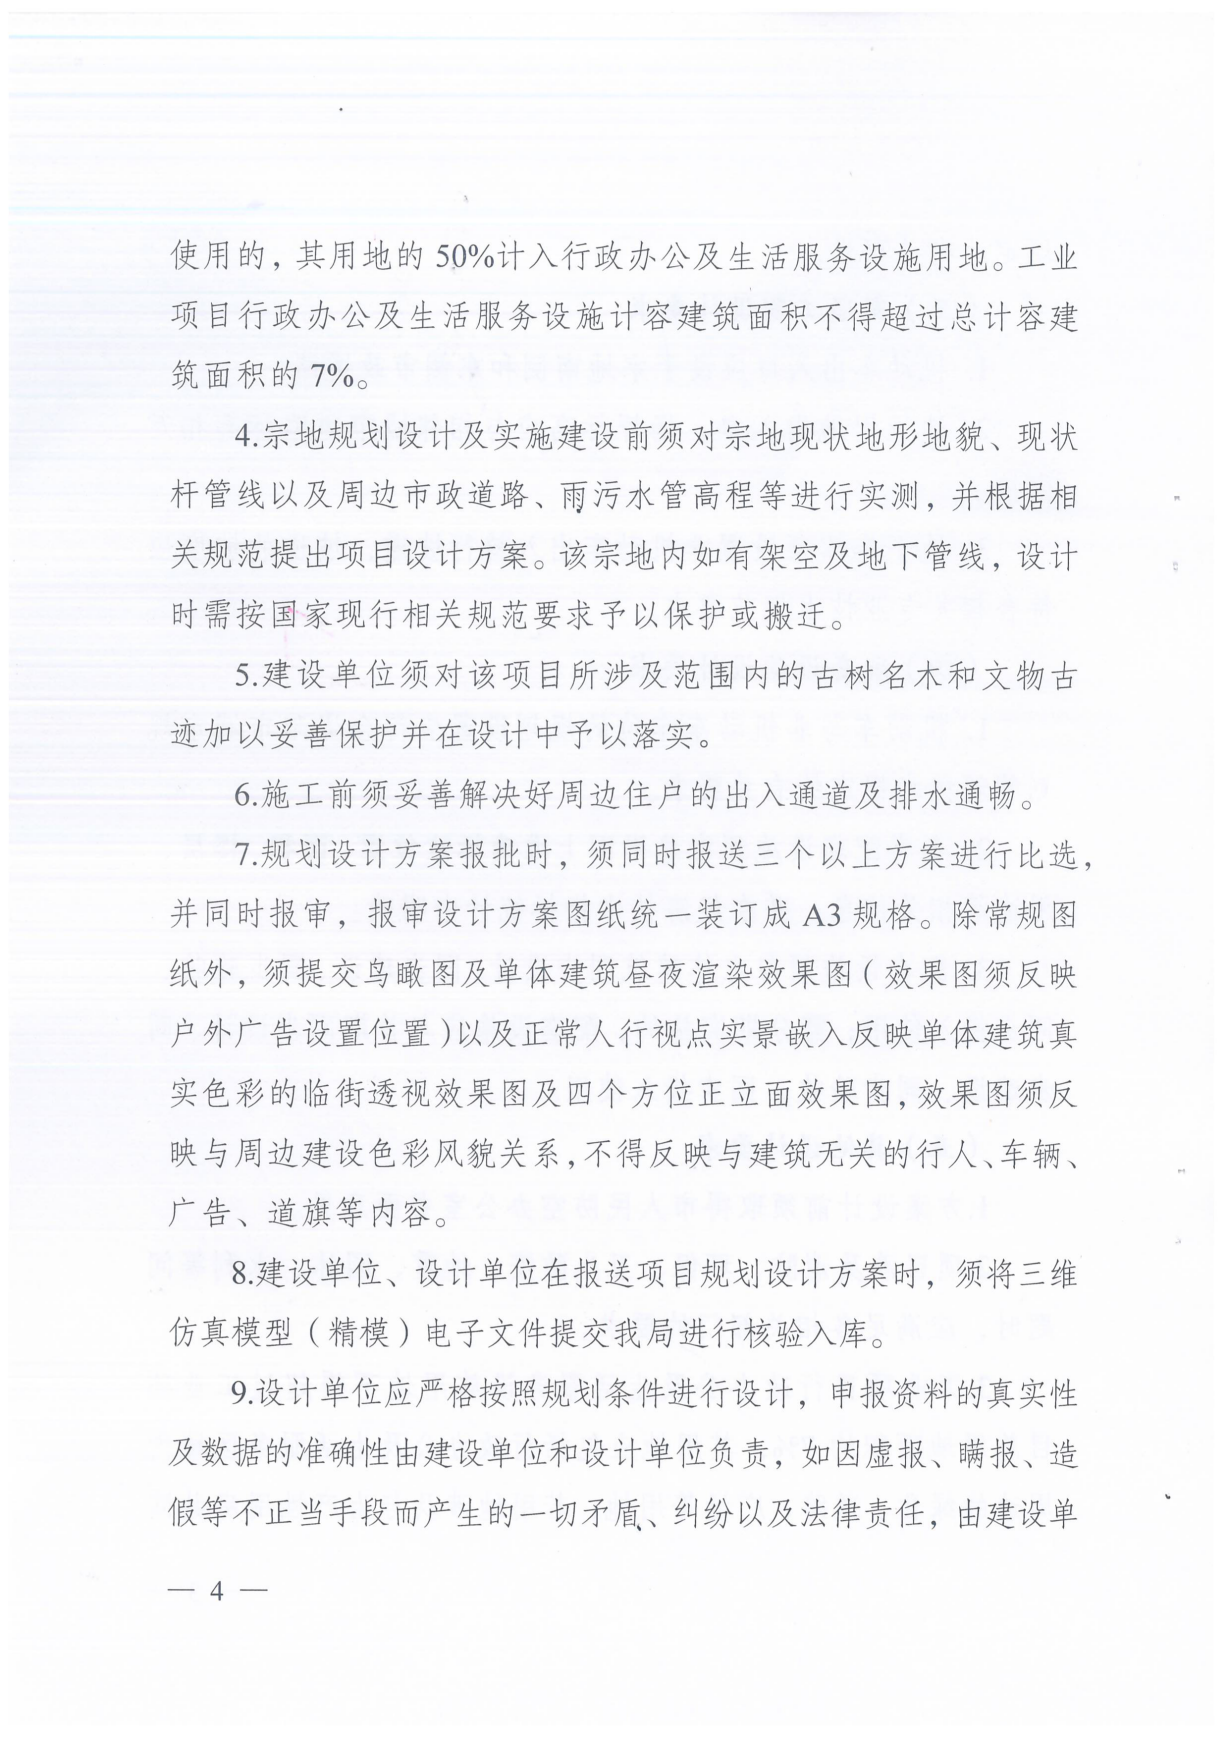 使用的，其用地的 50%计入行政办公及生活服务设施用地。工业
项目行政办公及生活服务设施计容建筑面积不得超过总计容建
筑面积的 7%。
4.宗地规划设计及实施建设前须对宗地现状地形地貌、现状
杆管线以及周边市政道路、雨污水管高程等进行实测，并根据相
关规范提出项目设计方案。该宗地内如有架空及地下管线，设计
时需按国家现行相关规范要求予以保护或搬迁。
5.建设单位须对该项目所涉及范围内的古树名木和文物古
迹加以妥善保护并在设计中予以落实。
6.施工前须妥善解决好周边住户的出入通道及排水通畅。
7.规划设计方案报批时，须同时报送三个以上方案进行比选，
并同时报审，报审设计方案图纸统一装订成 A3 规格。除常规图
纸外，须提交鸟瞰图及单体建筑昼夜渲染效果图（效果图须反映
户外广告设置位置）以及正常人行视点实景嵌入反映单体建筑真
实色彩的临街透视效果图及四个方位正立面效果图，效果图须反
映与周边建设色彩风貌关系，不得反映与建筑无关的行人、车辆、
广告、道旗等内容。
8.建设单位、设计单位在报送项目规划设计方案时，须将三维
仿真模型（精模）电子文件提交我局进行核验入库。
9.设计单位应严格按照规划条件进行设计，申报资料的真实性
及数据的准确性由建设单位和设计单位负责，如因虚报、瞒报、造
假等不正当手段而产生的一切矛盾、纠纷以及法律责任，由建设单
— 4 —